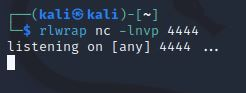 ┌──(kali㉿kali)-[~]
└─$ rlwrap nc -lnvp 4444
listening on [any] 4444 ...